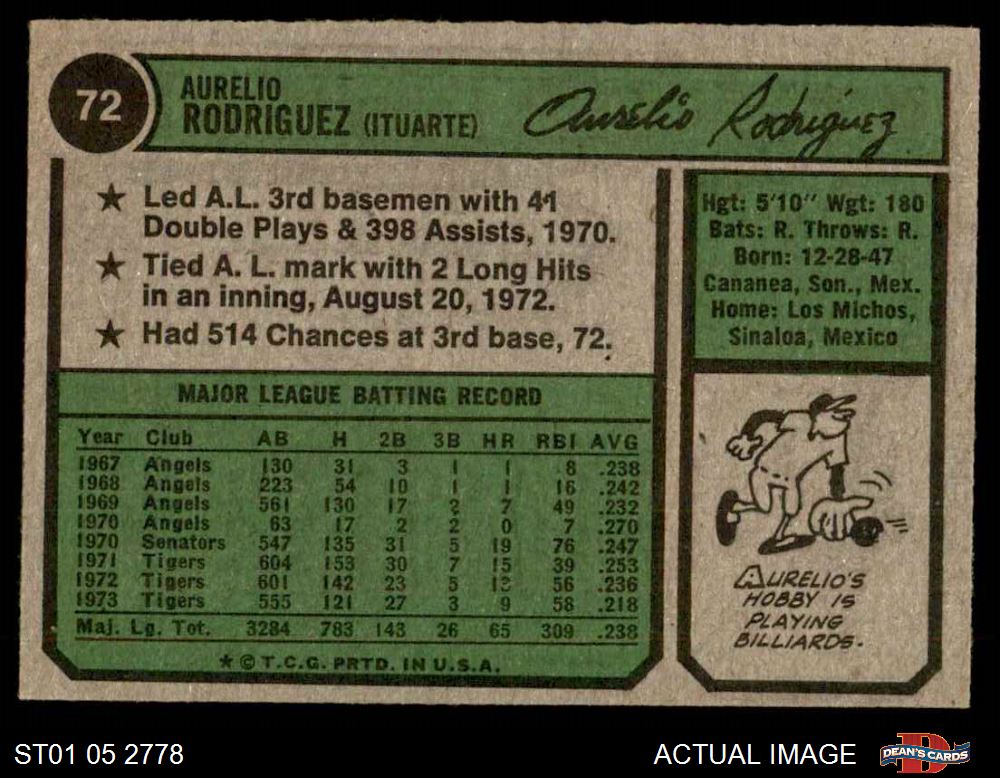 72
AURELIO
RODRIGUEZ (ITUARTE)
Aurelio Rodriguez
★ Led A.L. 3rd basemen with 41
Double Plays & 398 Assists, 1970.
★ Tied A. L. mark with 2 Long Hits
in an inning, August 20, 1972.
★ Had 514 Chances at 3rd base, 72.
Hgt: 5'10" Wgt: 180
Bats: R. Throws: R.
Born: 12-28-47
Cananea, Son., Mex.
Home: Los Michos,
Sinaloa, Mexico
MAJOR LEAGUE BATTING RECORD
Year Club AB H 2B 3B HR RBI AVG
1967 Angels 130 31 3 1 1 8 .238
1968 Angels 223 54 10 1 1 16 .242
1969 Angels 561 130 17 2 7 49 .232
1970 Angels 63 17 2 2 0 7 .270
1970 Senators 547 135 31 5 19 76 .247
1971 Tigers 604 153 30 7 15 39 .253
1972 Tigers 601 142 23 5 13 56 .236
1973 Tigers 555 121 27 3 9 58 .218
Maj. Lg. Tot. 3284 783 143 26 65 309 .238
★ © T.C.G. PRTD. IN U.S.A.
AURELIO'S
HOBBY IS
PLAYING
BILLIARDS.
ST01 05 2778
ACTUAL IMAGE
DEAN'S CARDS